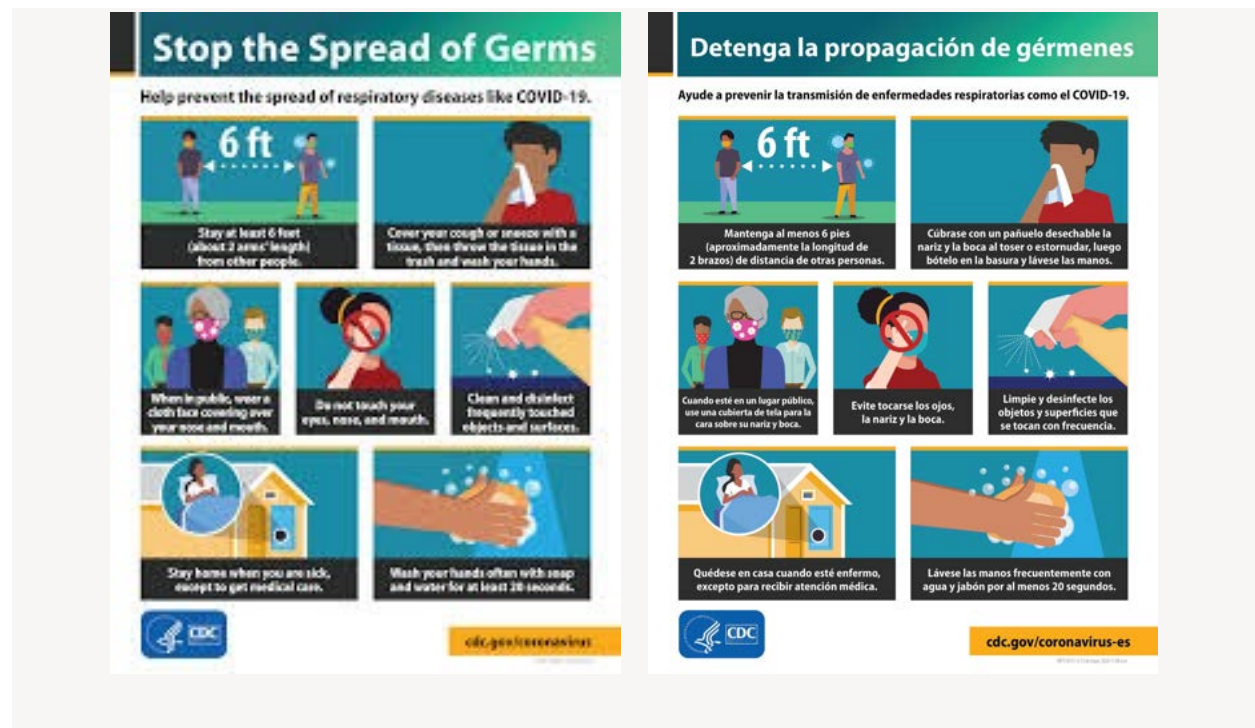 Stop the Spread of Germs
Help prevent the spread of respiratory diseases like COVID-19.
6 ft
Stay at least 6 feet
(about 2 arms' length)
from other people.
Cover your cough or sneeze with a
tissue, then throw the tissue in the
trash and wash your hands.
When in public, wear a
cloth face covering over
your nose and mouth.
Do not touch your
eyes, nose, and mouth.
Clean and disinfect
frequently touched
objects and surfaces.
Stay home when you are sick,
except to get medical care.
Wash your hands often with soap
and water for at least 20 seconds.
CDC
cdc.gov/coronavirus
Detenga la propagación de gérmenes
Ayude a prevenir la transmisión de enfermedades respiratorias como el COVID-19.
6 ft
Mantenga al menos 6 pies
(aproximadamente la longitud de
2 brazos) de distancia de otras personas.
Cúbrase con un pañuelo desechable la
nariz y la boca al toser o estornudar, luego
bótelo en la basura y lávese las manos.
Cuando esté en un lugar público,
use una cubierta de tela para la
cara sobre su nariz y boca.
Evite tocarse los ojos,
la nariz y la boca.
Limpie y desinfecte los
objetos y superficies que
se tocan con frecuencia.
Quédese en casa cuando esté enfermo,
excepto para recibir atención médica.
Lávese las manos frecuentemente con
agua y jabón por al menos 20 segundos.
CDC
cdc.gov/coronavirus-es